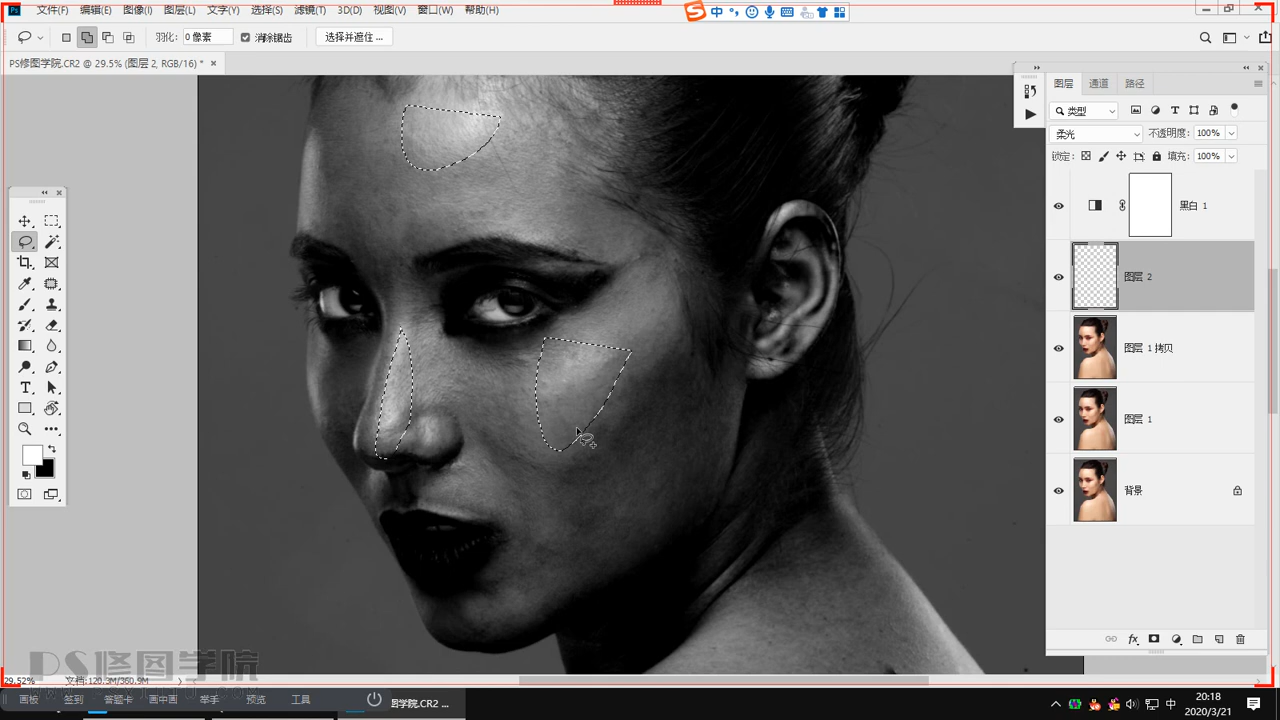 Ps 文件(F) 编辑(E) 图像(I) 图层(L) 文字(Y) 选择(S) 滤镜(T) 3D(D) 视图(V) 窗口(W) 帮助(H)
中
羽化: 0 像素 消除锯齿 选择并遮住 ...
PS修图学院.CR2 @ 29.5% (图层 2, RGB/16) *
图层 通道 路径
类型
柔光 不透明度: 100%
锁定: 填充: 100%
黑白 1
图层 2
图层 1 拷贝
图层 1
背景
PS修图学院
29.52% 文档:120.3M/360.9M
画板 签到 答题卡 画中画 举手 预览 工具
图学院.CR2 ...
中
20:18
2020/3/21